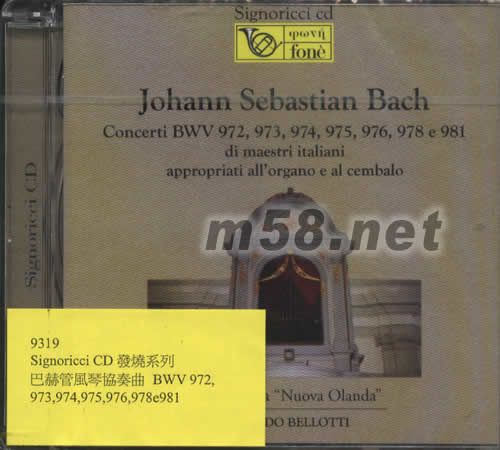 Signoricci cd
φωνή
fonè
Johann Sebastian Bach
Concerti BWV 972, 973, 974, 975, 976, 978 e 981
di maestri italiani
appropriati all'organo e al cembalo
m58.net
Signoricci CD
"Nuova Olanda"
BELLOTTI
9319
Signoricci CD 發燒系列
巴赫管風琴協奏曲 BWV 972,
973,974,975,976,978e981